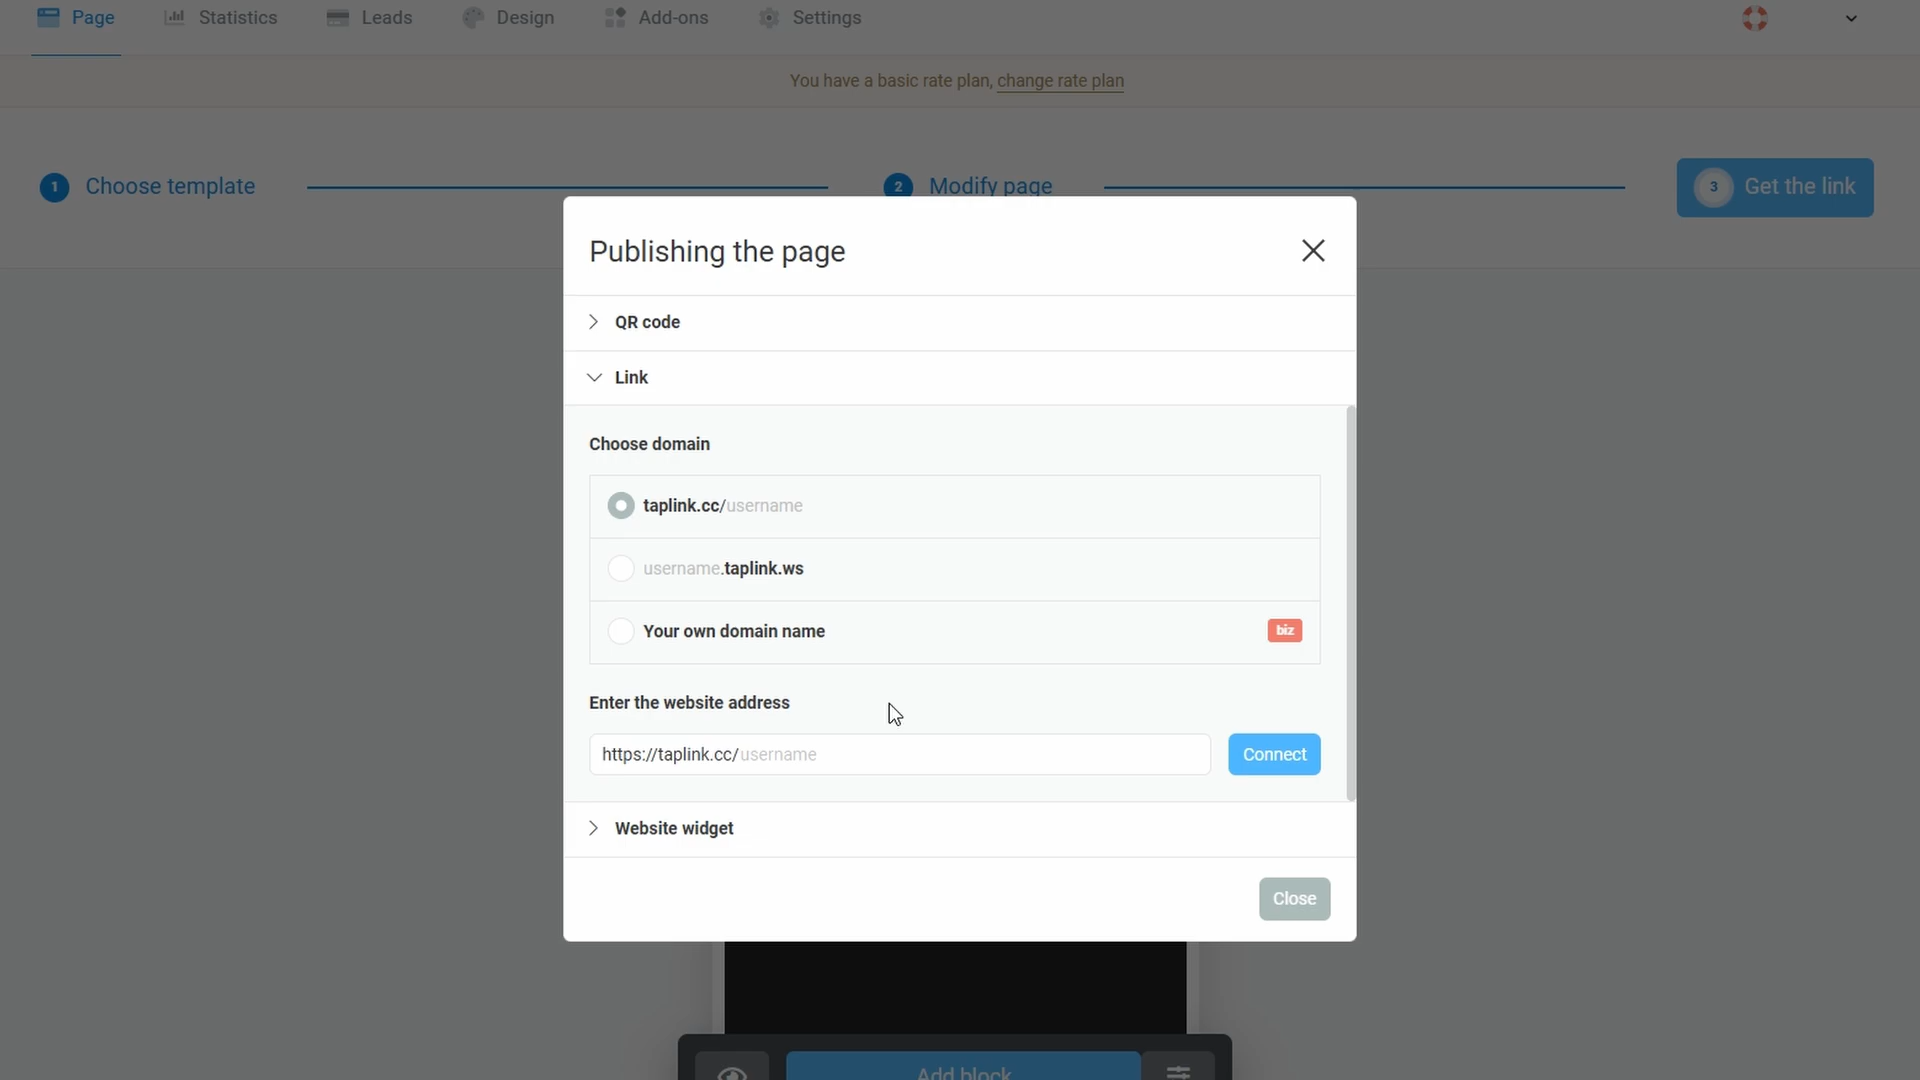 Page Statistics Leads Design Add-ons Settings
You have a basic rate plan, change rate plan
1 Choose template 2 Modify page 3 Get the link
Publishing the page
QR code
Link
Choose domain
taplink.cc/username
username.taplink.ws
Your own domain name biz
Enter the website address
https://taplink.cc/username Connect
Website widget
Close
Add block